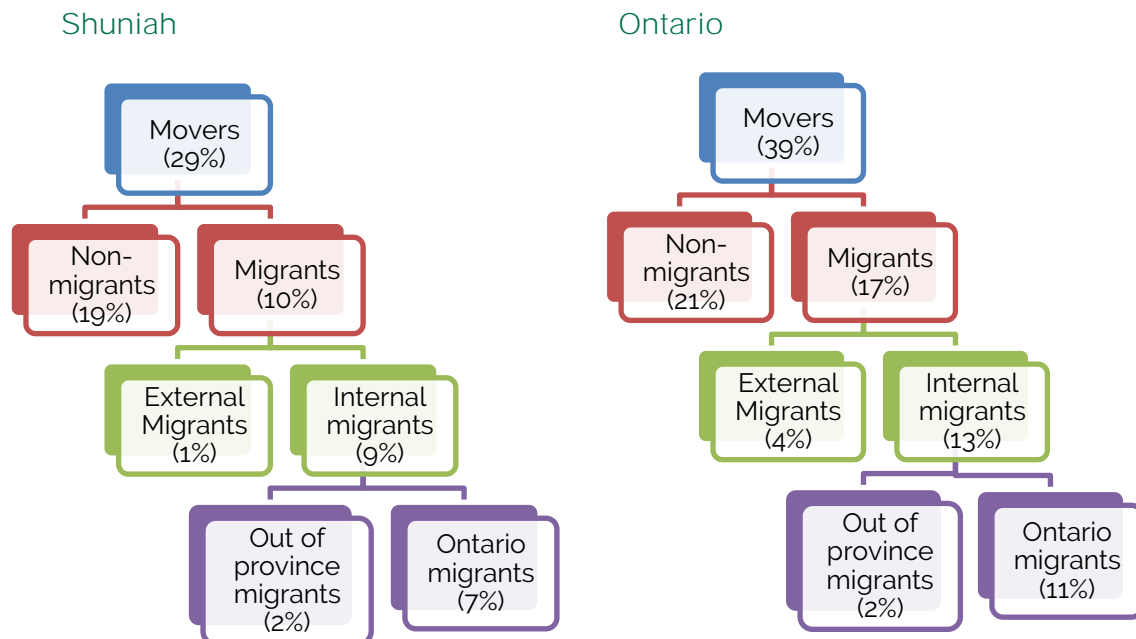 Shuniah
Movers
(29%)
Non-
migrants
(19%)
Migrants
(10%)
External
Migrants
(1%)
Internal
migrants
(9%)
Out of
province
migrants
(2%)
Ontario
migrants
(7%)
Ontario
Movers
(39%)
Non-
migrants
(21%)
Migrants
(17%)
External
Migrants
(4%)
Internal
migrants
(13%)
Out of
province
migrants
(2%)
Ontario
migrants
(11%)